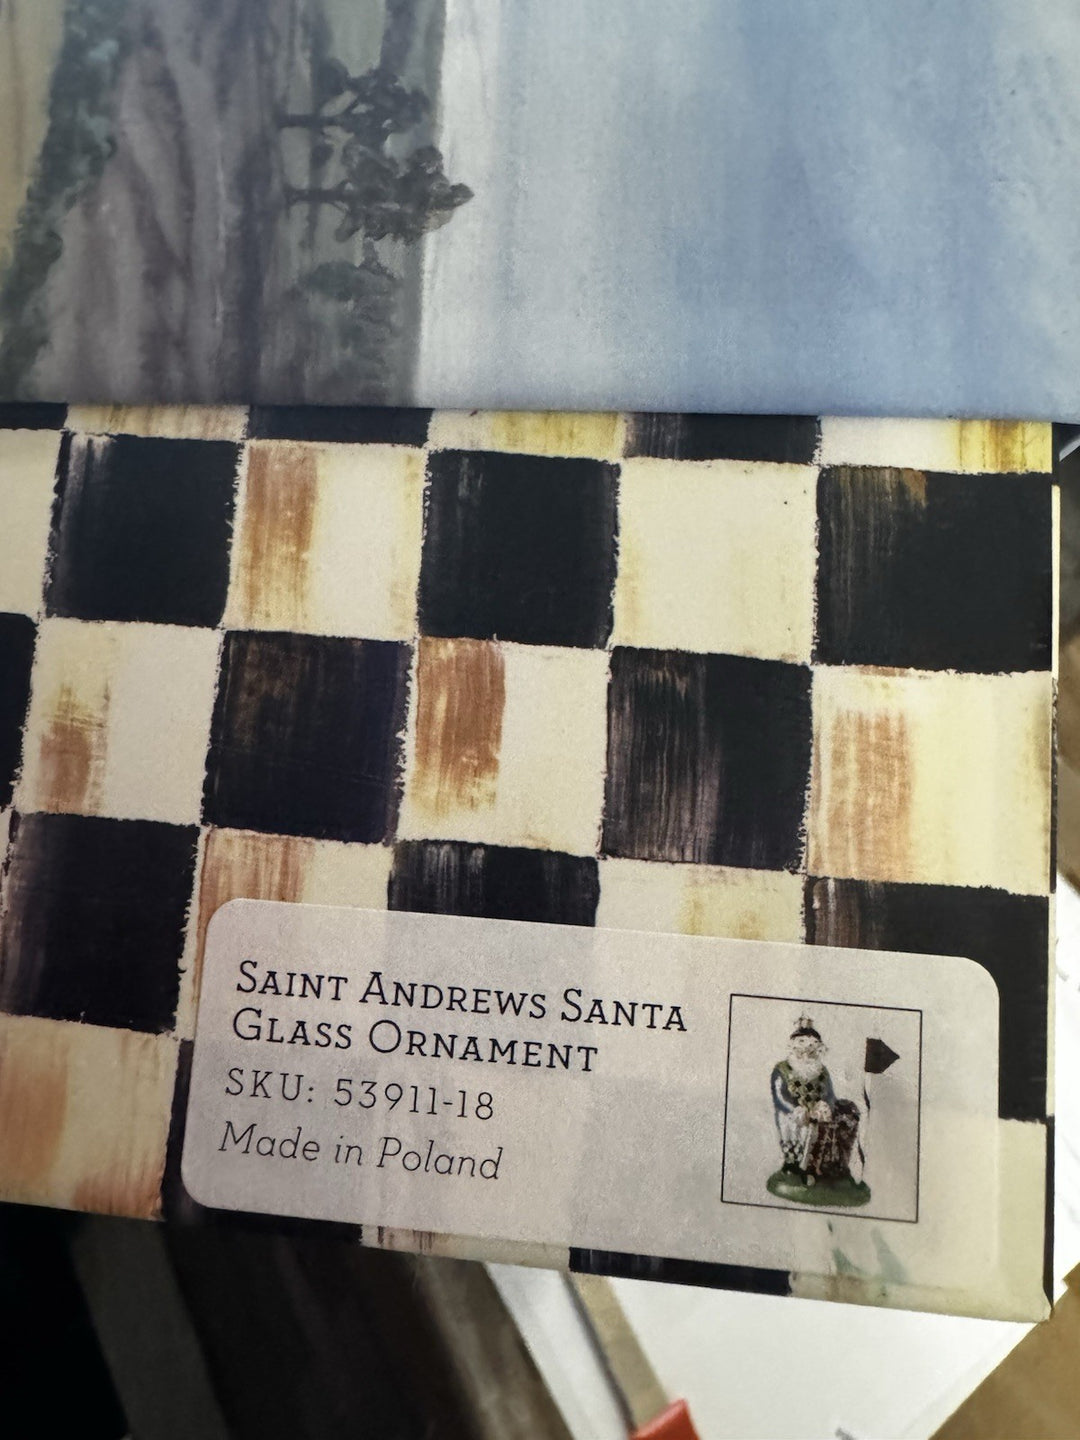 Saint Andrews Santa
Glass Ornament
SKU: 53911-18
Made in Poland